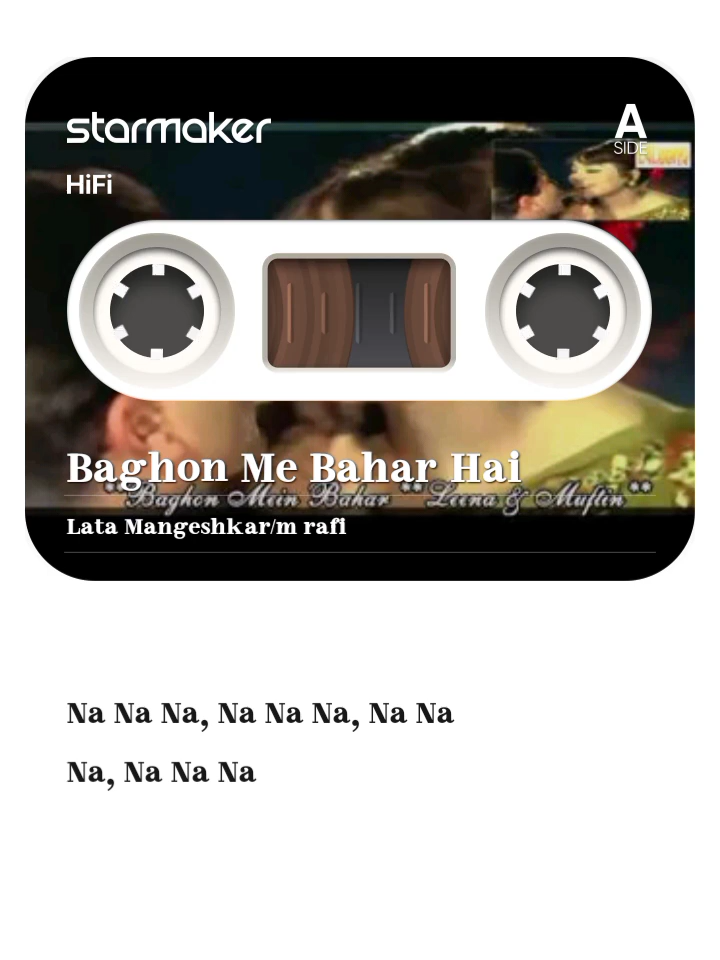 starmaker
A
SIDE
HiFi
Baghon Me Bahar Hai
**Baghon Mein Bahar ** Leena & Muftin **
Lata Mangeshkar/m rafi
Na Na Na, Na Na Na, Na Na
Na, Na Na Na